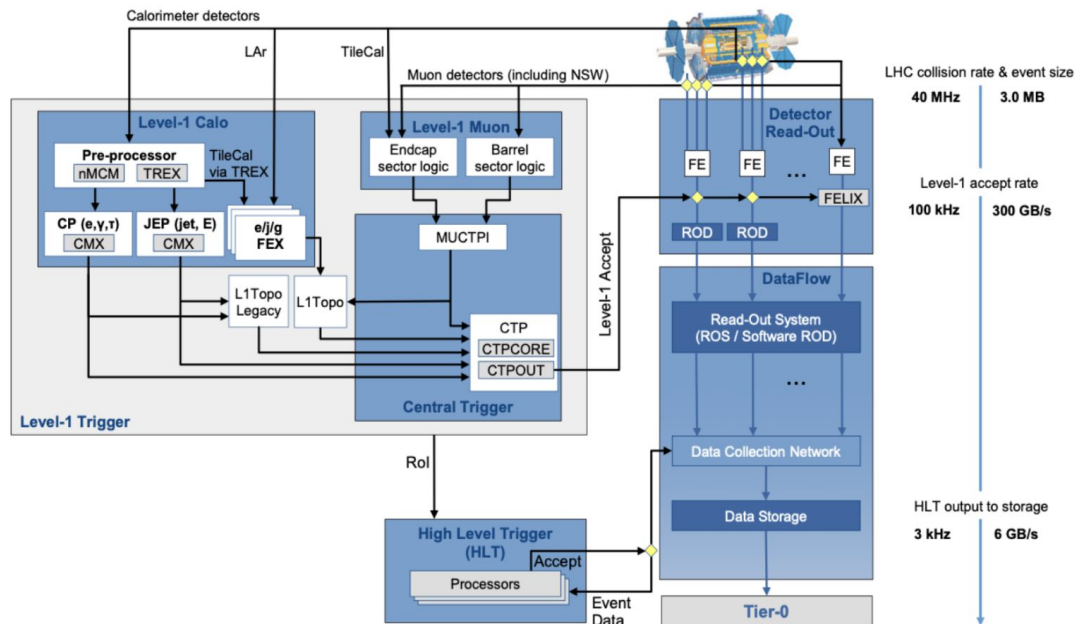 Calorimeter detectors
LAr
TileCal
Muon detectors (including NSW)
LHC collision rate & event size
40 MHz 3.0 MB
Level-1 Calo
Pre-processor
nMCM TREX
TileCal
via TREX
CP (e,γ,τ)
CMX
JEP (jet, E)
CMX
e/j/g
FEX
Level-1 Muon
Endcap
sector logic
Barrel
sector logic
MUCTPI
L1Topo
Legacy
L1Topo
CTP
CTPCORE
CTPOUT
Central Trigger
Level-1 Trigger
Level-1 Accept
Detector
Read-Out
FE FE ... FE
FELIX
ROD ROD
Level-1 accept rate
100 kHz 300 GB/s
DataFlow
Read-Out System
(ROS / Software ROD)
...
Data Collection Network
Data Storage
Tier-0
RoI
High Level Trigger
(HLT)
Accept
Processors
Event
Data
HLT output to storage
3 kHz 6 GB/s